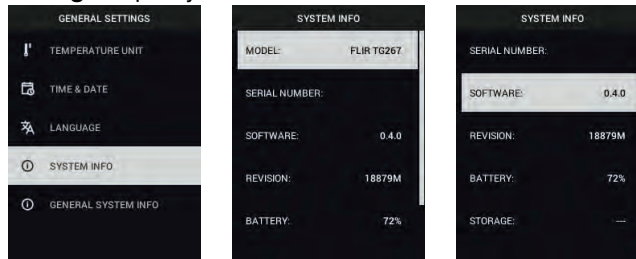 GENERAL SETTINGS
TEMPERATURE UNIT
TIME & DATE
LANGUAGE
SYSTEM INFO
GENERAL SYSTEM INFO
SYSTEM INFO
MODEL: FLIR TG267
SERIAL NUMBER:
SOFTWARE: 0.4.0
REVISION: 18879M
BATTERY: 72%
SYSTEM INFO
SERIAL NUMBER:
SOFTWARE: 0.4.0
REVISION: 18879M
BATTERY: 72%
STORAGE: ---